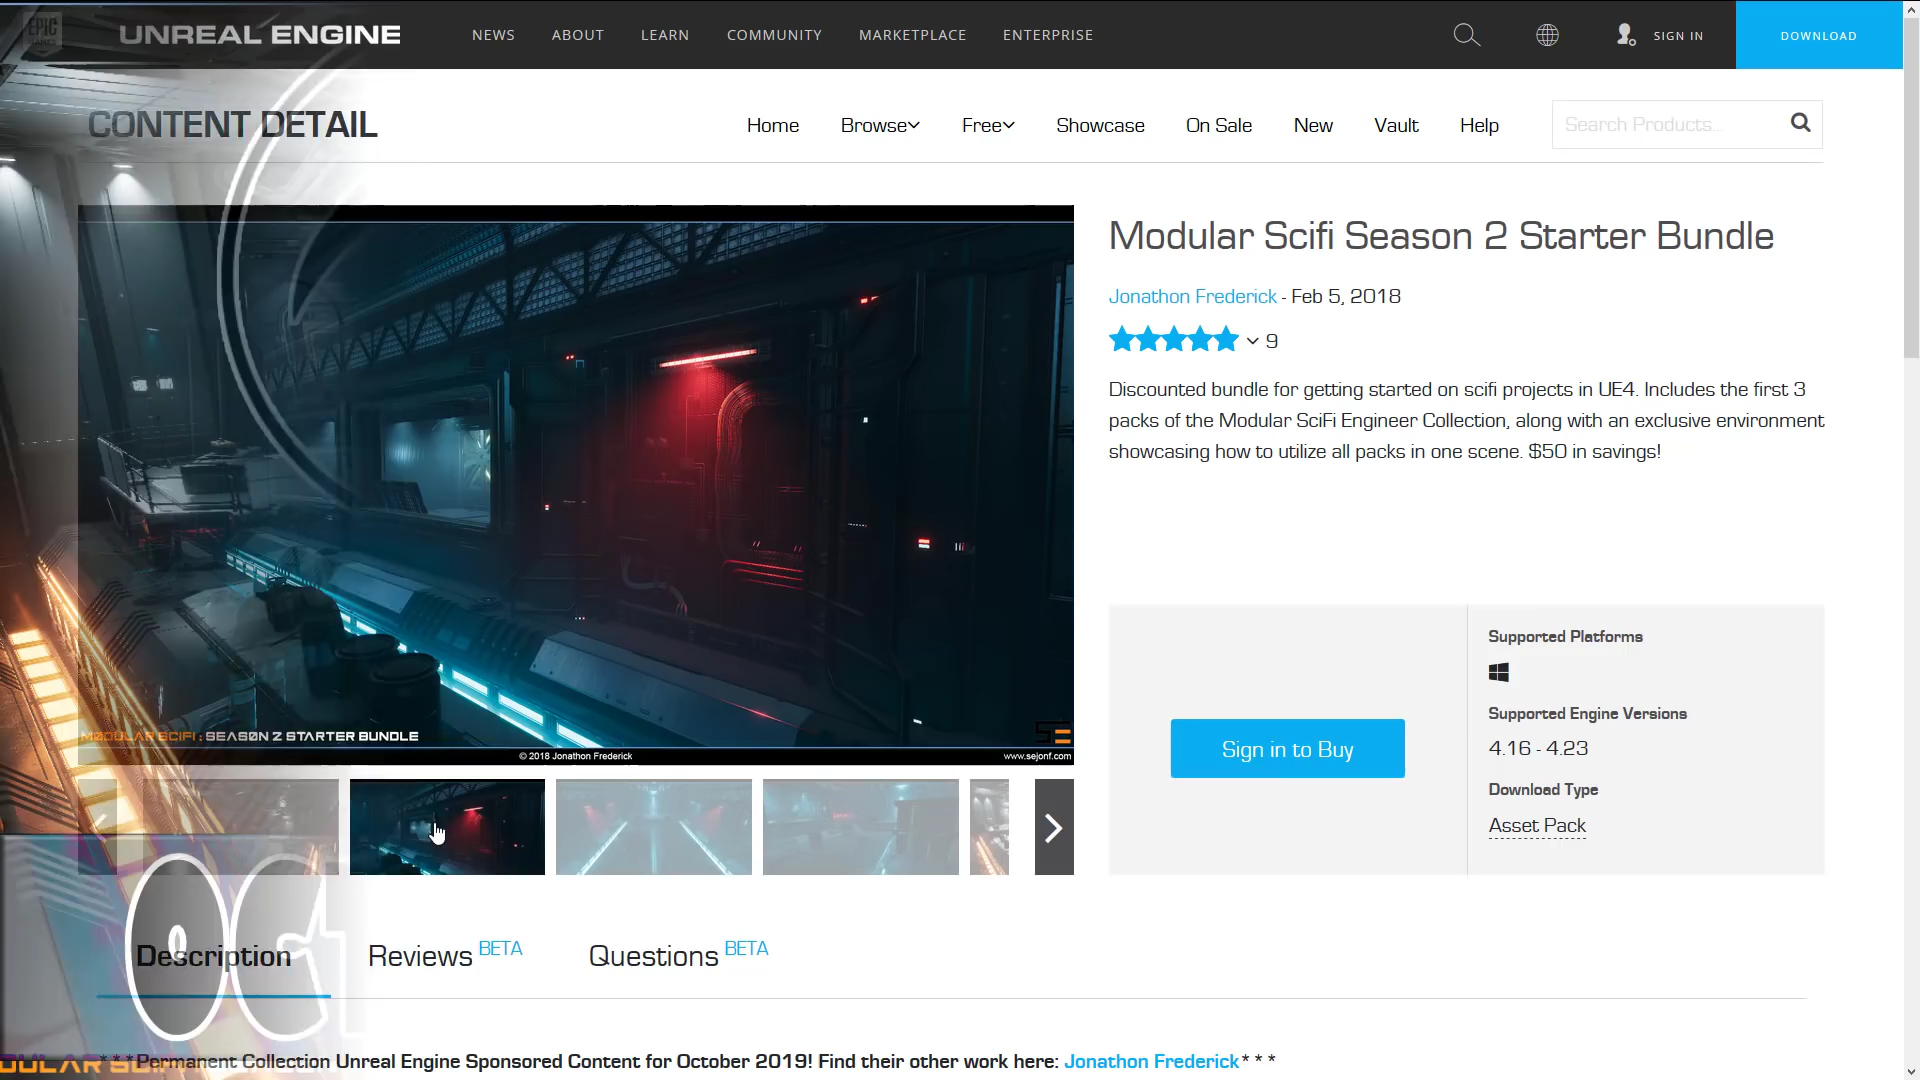 EPIC GAMES
UNREAL ENGINE
NEWS
ABOUT
LEARN
COMMUNITY
MARKETPLACE
ENTERPRISE
SIGN IN
DOWNLOAD
CONTENT DETAIL
Home
Browse
Free
Showcase
On Sale
New
Vault
Help
Search Products...
Modular Scifi Season 2 Starter Bundle
Jonathon Frederick - Feb 5, 2018
9
Discounted bundle for getting started on scifi projects in UE4. Includes the first 3
packs of the Modular SciFi Engineer Collection, along with an exclusive environment
showcasing how to utilize all packs in one scene. $50 in savings!
MODULAR SCIFI : SEASON 2 STARTER BUNDLE
© 2018 Jonathon Frederick
www.sejonf.com
Sign in to Buy
Supported Platforms
Supported Engine Versions
4.16 - 4.23
Download Type
Asset Pack
Description
Reviews BETA
Questions BETA
***Permanent Collection Unreal Engine Sponsored Content for October 2019! Find their other work here: Jonathon Frederick***